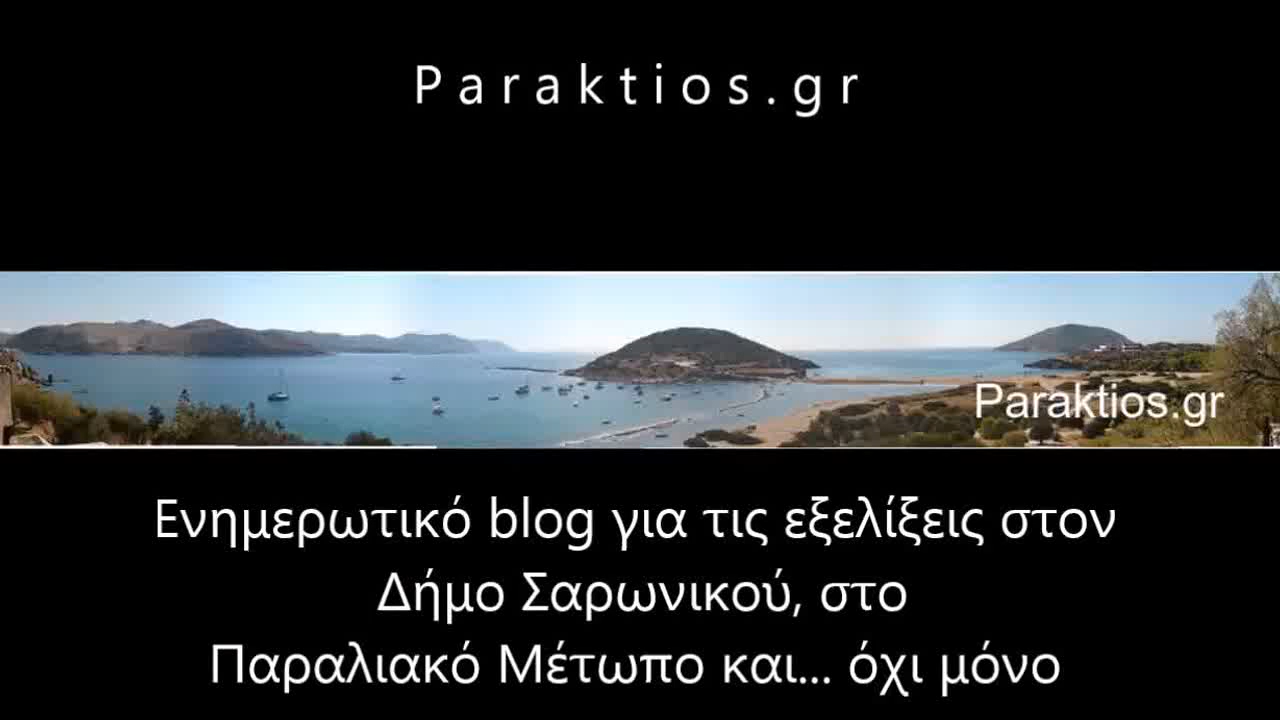 Paraktios.gr
Paraktios.gr
Ενημερωτικό blog για τις εξελίξεις στον
Δήμο Σαρωνικού, στο
Παραλιακό Μέτωπο και... όχι μόνο